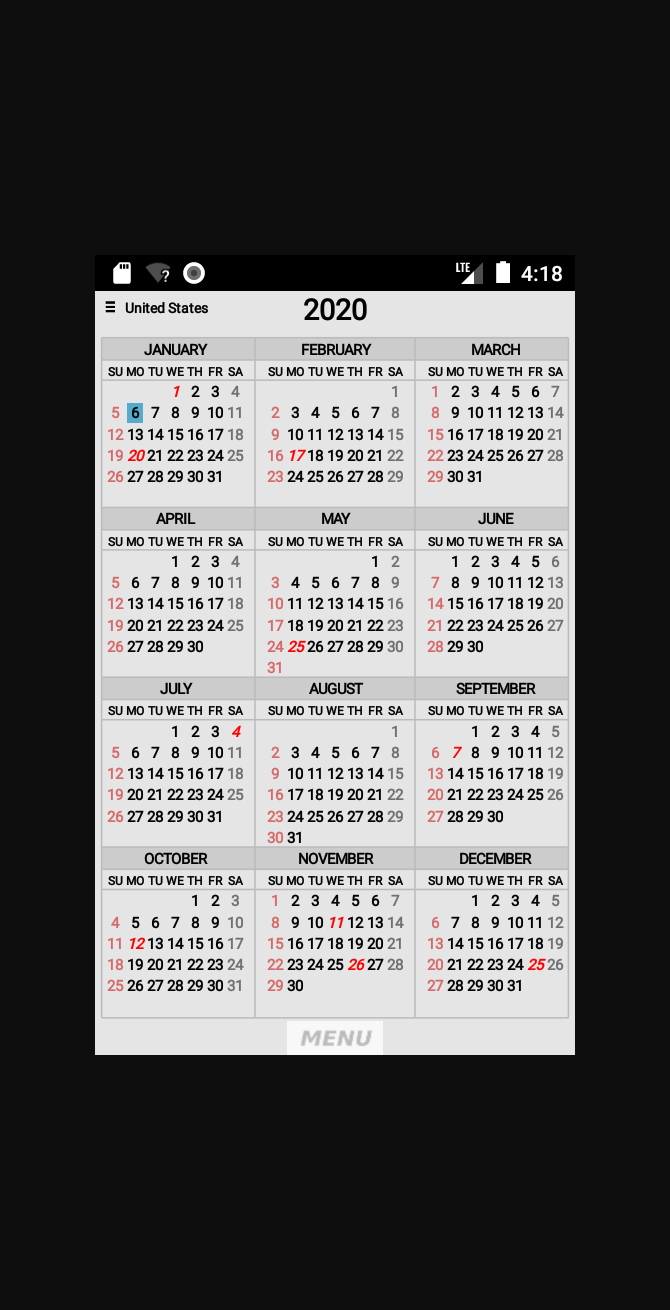 LTE 4:18
United States 2020
JANUARY FEBRUARY MARCH
SU MO TU WE TH FR SA SU MO TU WE TH FR SA SU MO TU WE TH FR SA
1 2 3 4 1 1 2 3 4 5 6 7
5 6 7 8 9 10 11 2 3 4 5 6 7 8 8 9 10 11 12 13 14
12 13 14 15 16 17 18 9 10 11 12 13 14 15 15 16 17 18 19 20 21
19 20 21 22 23 24 25 16 17 18 19 20 21 22 22 23 24 25 26 27 28
26 27 28 29 30 31 23 24 25 26 27 28 29 29 30 31
APRIL MAY JUNE
SU MO TU WE TH FR SA SU MO TU WE TH FR SA SU MO TU WE TH FR SA
1 2 3 4 1 2 1 2 3 4 5 6
5 6 7 8 9 10 11 3 4 5 6 7 8 9 7 8 9 10 11 12 13
12 13 14 15 16 17 18 10 11 12 13 14 15 16 14 15 16 17 18 19 20
19 20 21 22 23 24 25 17 18 19 20 21 22 23 21 22 23 24 25 26 27
26 27 28 29 30 24 25 26 27 28 29 30 28 29 30
31
JULY AUGUST SEPTEMBER
SU MO TU WE TH FR SA SU MO TU WE TH FR SA SU MO TU WE TH FR SA
1 2 3 4 1 1 2 3 4 5
5 6 7 8 9 10 11 2 3 4 5 6 7 8 6 7 8 9 10 11 12
12 13 14 15 16 17 18 9 10 11 12 13 14 15 13 14 15 16 17 18 19
19 20 21 22 23 24 25 16 17 18 19 20 21 22 20 21 22 23 24 25 26
26 27 28 29 30 31 23 24 25 26 27 28 29 27 28 29 30
30 31
OCTOBER NOVEMBER DECEMBER
SU MO TU WE TH FR SA SU MO TU WE TH FR SA SU MO TU WE TH FR SA
1 2 3 1 2 3 4 5 6 7 1 2 3 4 5
4 5 6 7 8 9 10 8 9 10 11 12 13 14 6 7 8 9 10 11 12
11 12 13 14 15 16 17 15 16 17 18 19 20 21 13 14 15 16 17 18 19
18 19 20 21 22 23 24 22 23 24 25 26 27 28 20 21 22 23 24 25 26
25 26 27 28 29 30 31 29 30 27 28 29 30 31
MENU